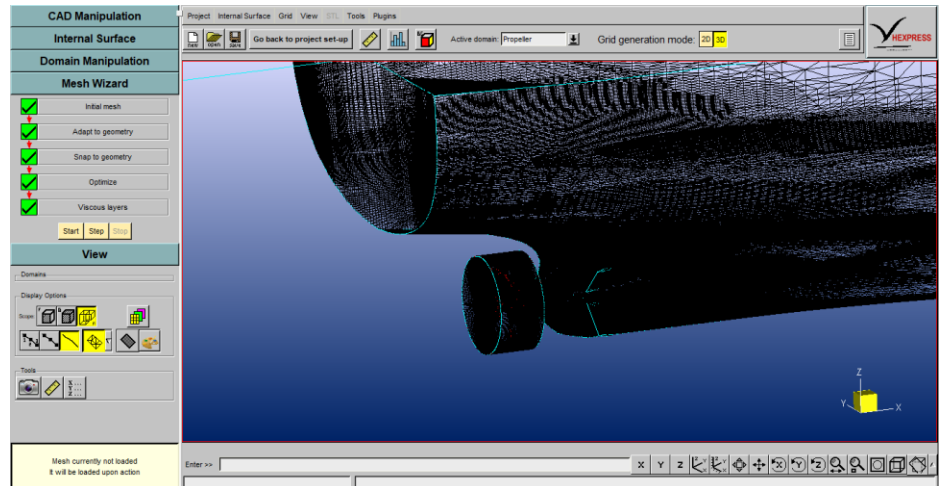 CAD Manipulation
Internal Surface
Domain Manipulation
Mesh Wizard
Initial mesh
Adapt to geometry
Snap to geometry
Optimize
Viscous layers
Start Step Stop
View
Domains
Display Options
Scope:
Tools
Mesh currently not loaded
It will be loaded upon action
Project Internal Surface Grid View STL Tools Plugins
New Open Save Go back to project set-up Active domain: Propeller Grid generation mode: 2D 3D
HEXPRESS
Z
Y X
Enter >>
X Y Z